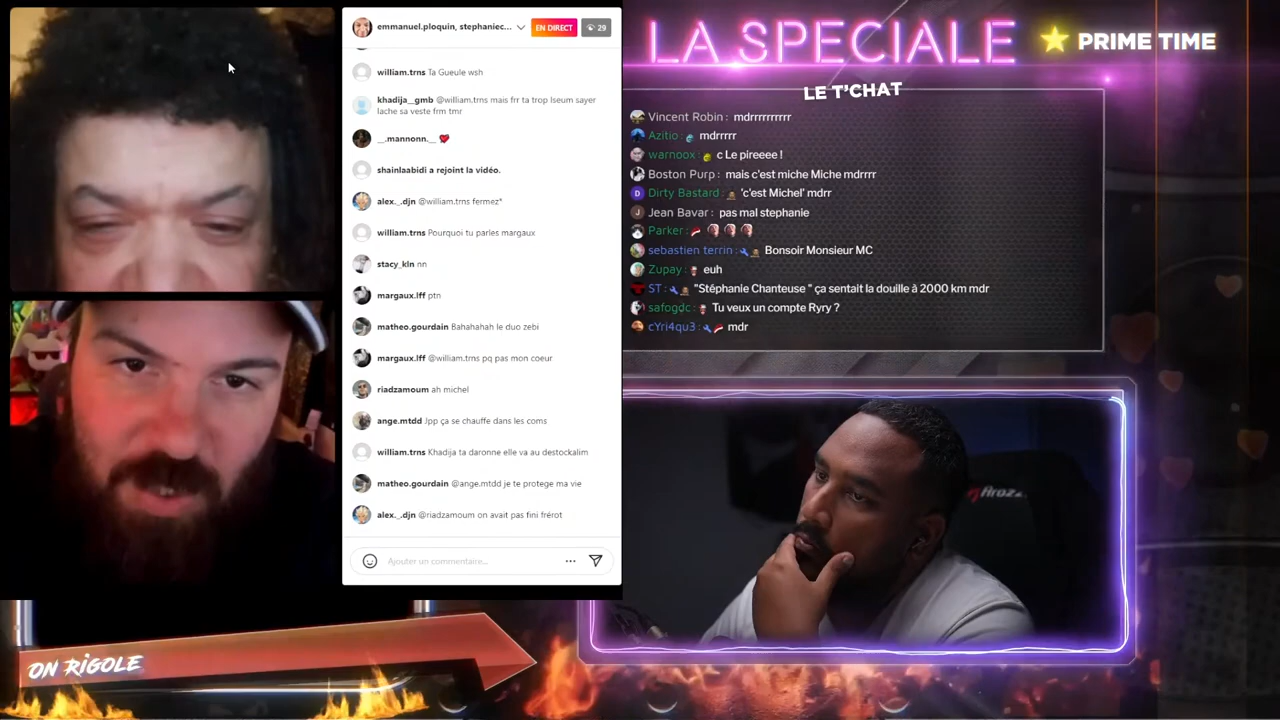 emmanuel.ploquin, stephaniec...
EN DIRECT
29
william.trns Ta Gueule wsh
khadija__gmb @william.trns mais frr ta trop lseum sayer
lache sa veste frm tmr
__.mannonn.__ ❤
shainlaabidi a rejoint la vidéo.
alex._.djn @william.trns fermez*
william.trns Pourquoi tu parles margaux
stacy_kln nn
margaux.lff ptn
matheo.gourdain Bahahahah le duo zebi
margaux.lff @william.trns pq pas mon coeur
riadzamoum ah michel
ange.mtdd Jpp ça se chauffe dans les coms
william.trns Khadija ta daronne elle va au destockalim
matheo.gourdain @ange.mtdd je te protege ma vie
alex._.djn @riadzamoum on avait pas fini frérot
Ajouter un commentaire...
LA SPECIALE
PRIME TIME
LE T'CHAT
Vincent Robin : mdrrrrrrrrr
Azitio : mdrrrr
warnoox : c Le pireeee !
Boston Purp : mais c'est miche Miche mdrrr
Dirty Bastard : 'c'est Michel' mdrr
Jean Bavar : pas mal stephanie
Parker :
sebastien terrin : Bonsoir Monsieur MC
Zupay : euh
ST : "Stéphanie Chanteuse " ça sentait la douille à 2000 km mdr
safogdc : Tu veux un compte Ryry ?
cYri4qu3 : mdr
Arozz
ON RiGOLE